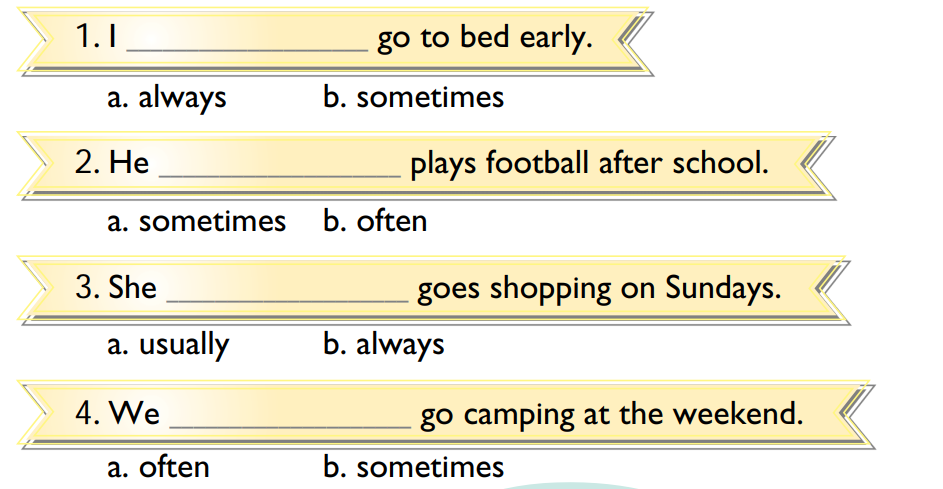 1. I _______________ go to bed early.
a. always b. sometimes
2. He _______________ plays football after school.
a. sometimes b. often
3. She _______________ goes shopping on Sundays.
a. usually b. always
4. We _______________ go camping at the weekend.
a. often b. sometimes